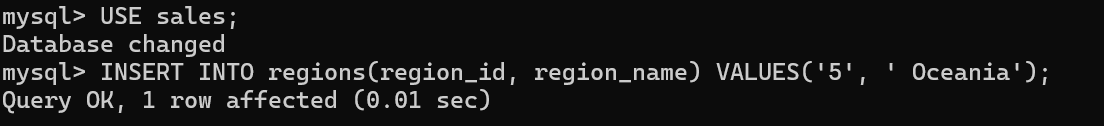 mysql> USE sales;
Database changed
mysql> INSERT INTO regions(region_id, region_name) VALUES('5', ' Oceania');
Query OK, 1 row affected (0.01 sec)